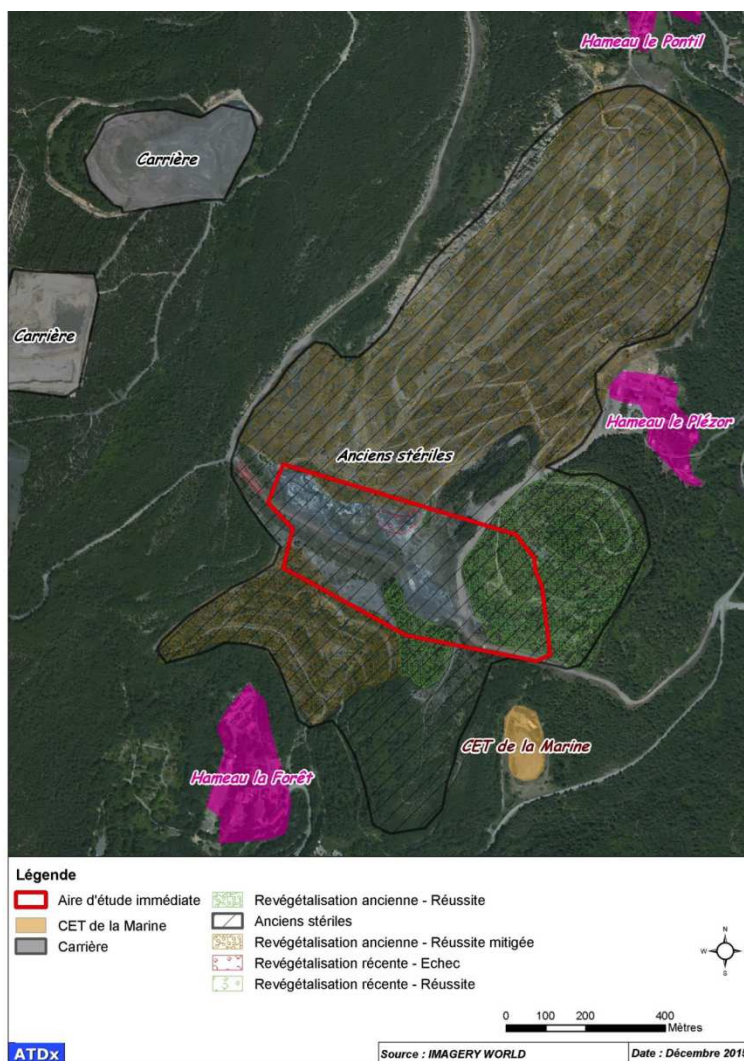 Hameau le Pontil
Carrière
Carrière
Hameau le Plézor
Anciens stériles
CET de la Marine
Hameau la Forêt
Légende
Aire d'étude immédiate
CET de la Marine
Carrière
Revégétalisation ancienne - Réussite
Anciens stériles
Revégétalisation ancienne - Réussite mitigée
Revégétalisation récente - Echec
Revégétalisation récente - Réussite
N
W
S
0 100 200 400
Mètres
ATDx
Source : IMAGERY WORLD
Date : Décembre